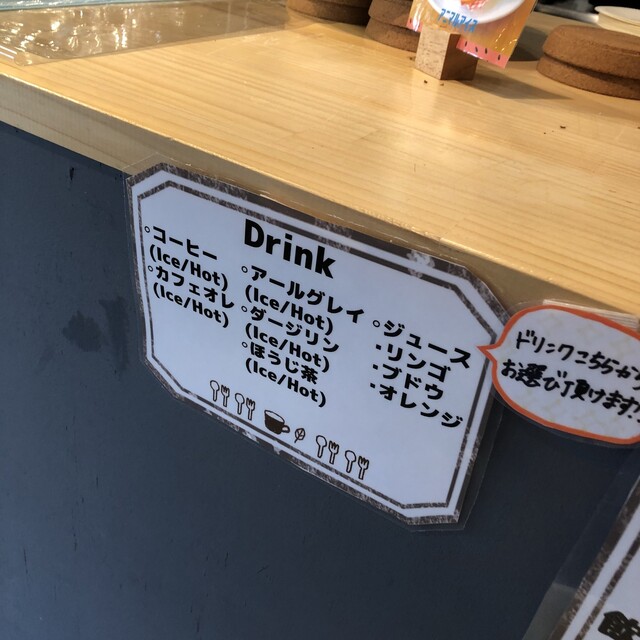 Drink
○コーヒー
(Ice/Hot)
○カフェオレ
(Ice/Hot)
○アールグレイ
(Ice/Hot)
○ダージリン
(Ice/Hot)
○ほうじ茶
(Ice/Hot)
○ジュース
・リンゴ
・ブドウ
・オレンジ
ドリンクこちらか
お選び頂けます